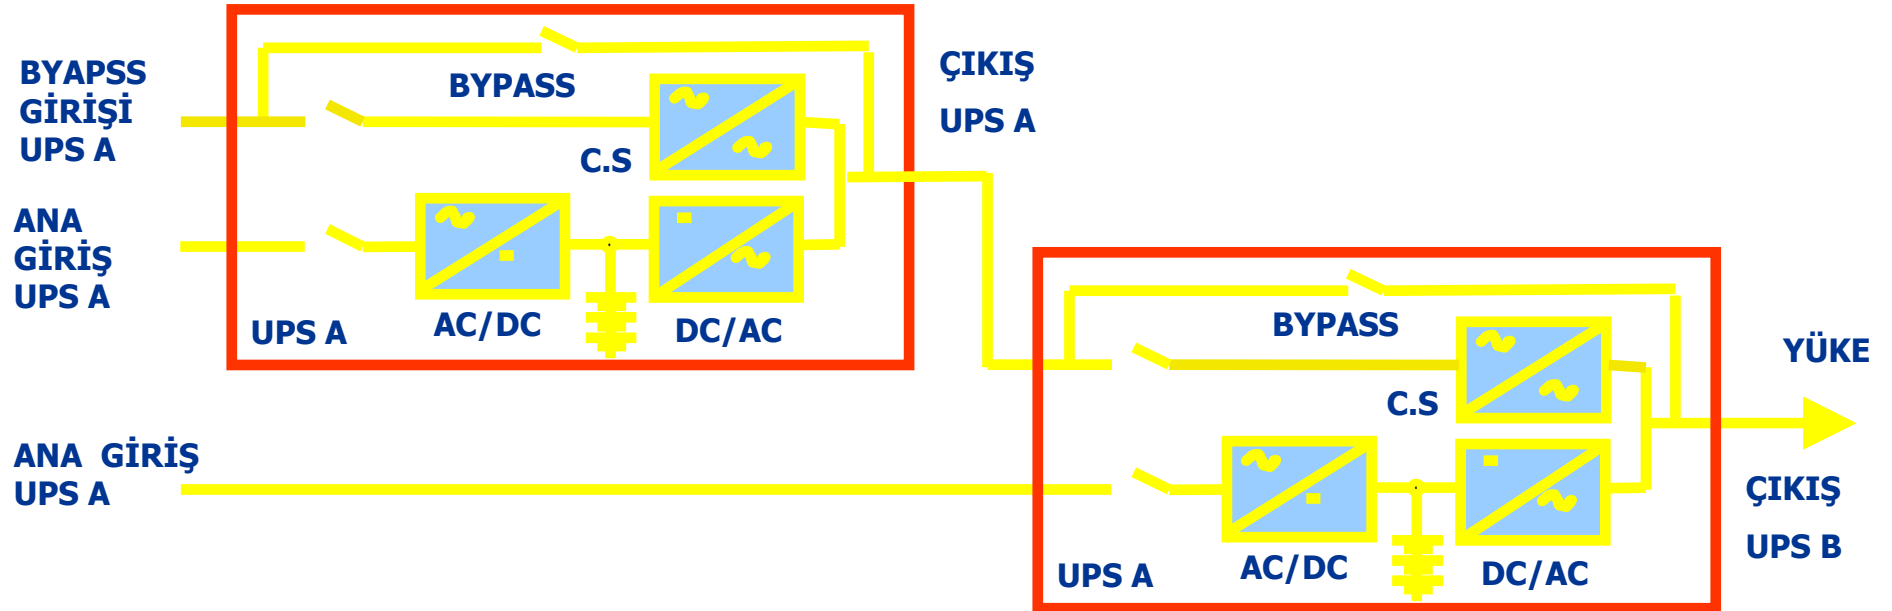 BYAPSS
GİRİŞİ
UPS A
BYPASS
ÇIKIŞ
UPS A
C.S
ANA
GİRİŞ
UPS A
UPS A
AC/DC
DC/AC
BYPASS
YÜKE
C.S
ANA GİRİŞ
UPS A
ÇIKIŞ
UPS B
UPS A
AC/DC
DC/AC